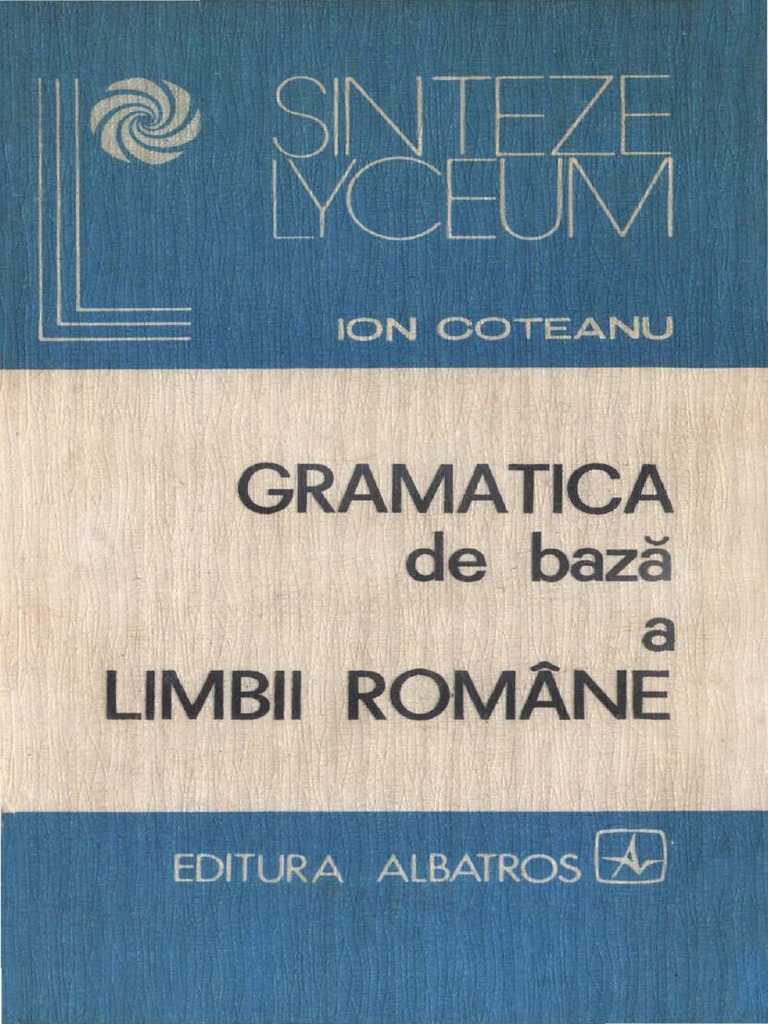 SINTEZE
LYCEUM
ION COTEANU
GRAMATICA
de bază
a
LIMBII ROMÂNE
EDITURA ALBATROS